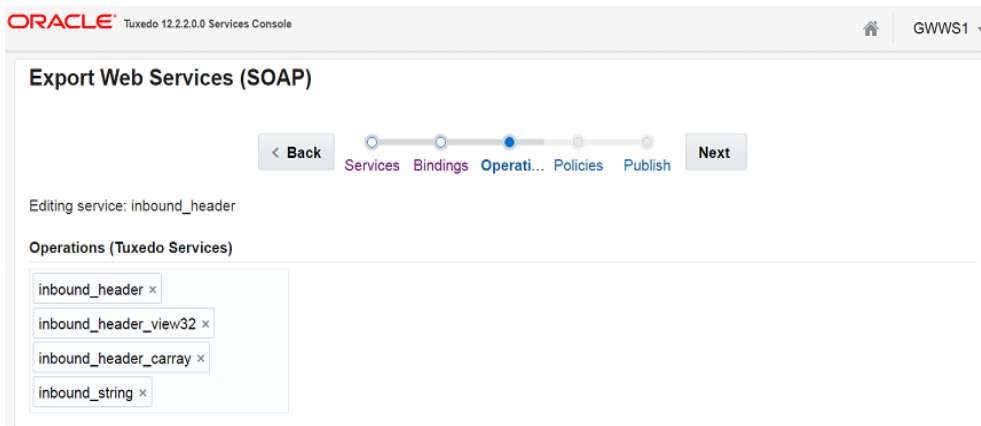 ORACLE® Tuxedo 12.2.2.0.0 Services Console
GWWS1
Export Web Services (SOAP)
< Back
Services Bindings Operati... Policies Publish
Next
Editing service: inbound_header
Operations (Tuxedo Services)
inbound_header ×
inbound_header_view32 ×
inbound_header_carray ×
inbound_string ×